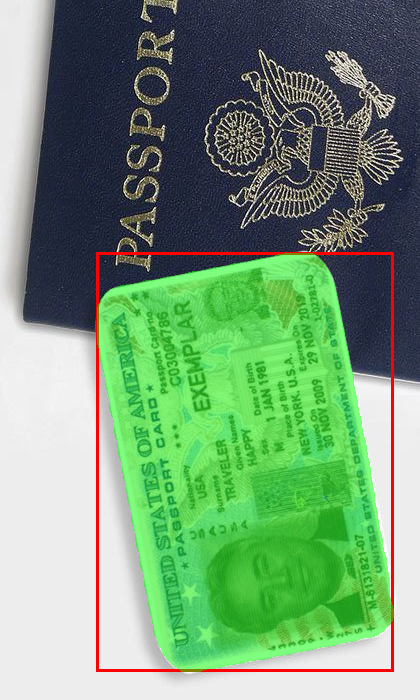 PASSPORT
UNITED STATES OF AMERICA
PASSPORT CARD
Nationality
USA
Passport Card no.
C03004786
USA
EXEMPLAR
Surname
TRAVELER
Given Names
HAPPY
Sex
M
Date of Birth
1 JAN 1981
Place of Birth
NEW YORK, U.S.A.
Issued On
30 NOV 2009
Expires On
29 NOV 2019
M-6131821-07
UNITED STATES DEPARTMENT OF STATE